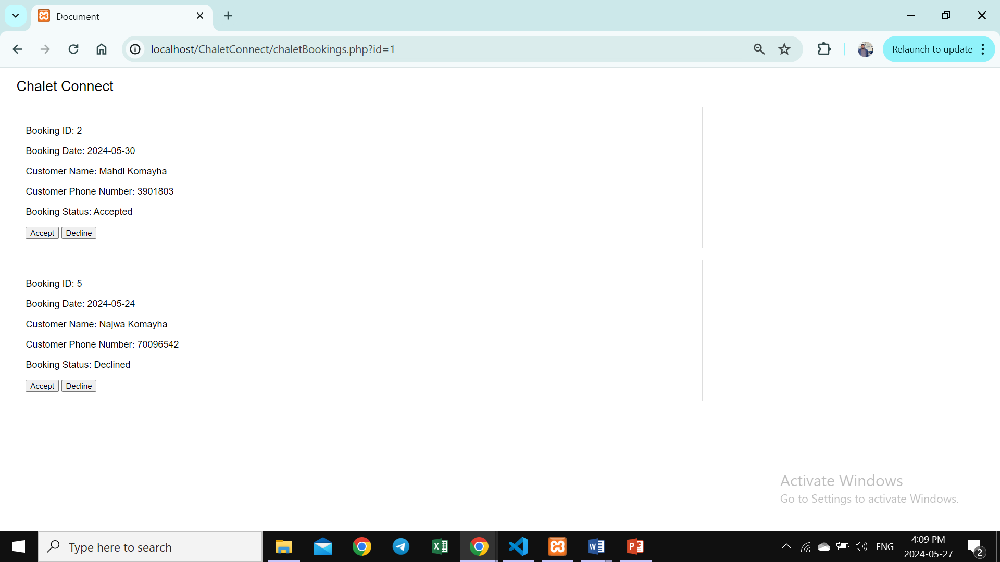 Document
localhost/ChaletConnect/chaletBookings.php?id=1
Relaunch to update
Chalet Connect
Booking ID: 2
Booking Date: 2024-05-30
Customer Name: Mahdi Komayha
Customer Phone Number: 3901803
Booking Status: Accepted
Accept Decline
Booking ID: 5
Booking Date: 2024-05-24
Customer Name: Najwa Komayha
Customer Phone Number: 70096542
Booking Status: Declined
Accept Decline
Activate Windows
Go to Settings to activate Windows.
Type here to search
ENG
4:09 PM
2024-05-27
2